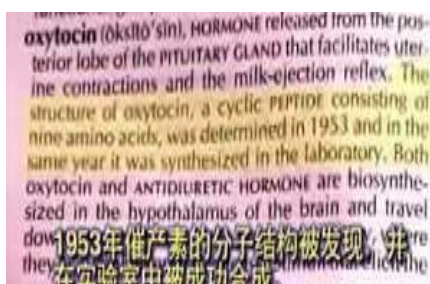 oxytocin (ŏksĭtō'sĭn), HORMONE released from the pos-
terior lobe of the PITUITARY GLAND that facilitates uter-
ine contractions and the milk-ejection reflex. The
structure of oxytocin, a cyclic PEPTIDE consisting of
nine amino acids, was determined in 1953 and in the
same year it was synthesized in the laboratory. Both
oxytocin and ANTIDIURETIC HORMONE are biosynthe-
sized in the hypothalamus of the brain and travel
1953年催产素的分子结构被发现，并
the
在实验室中被成功合成